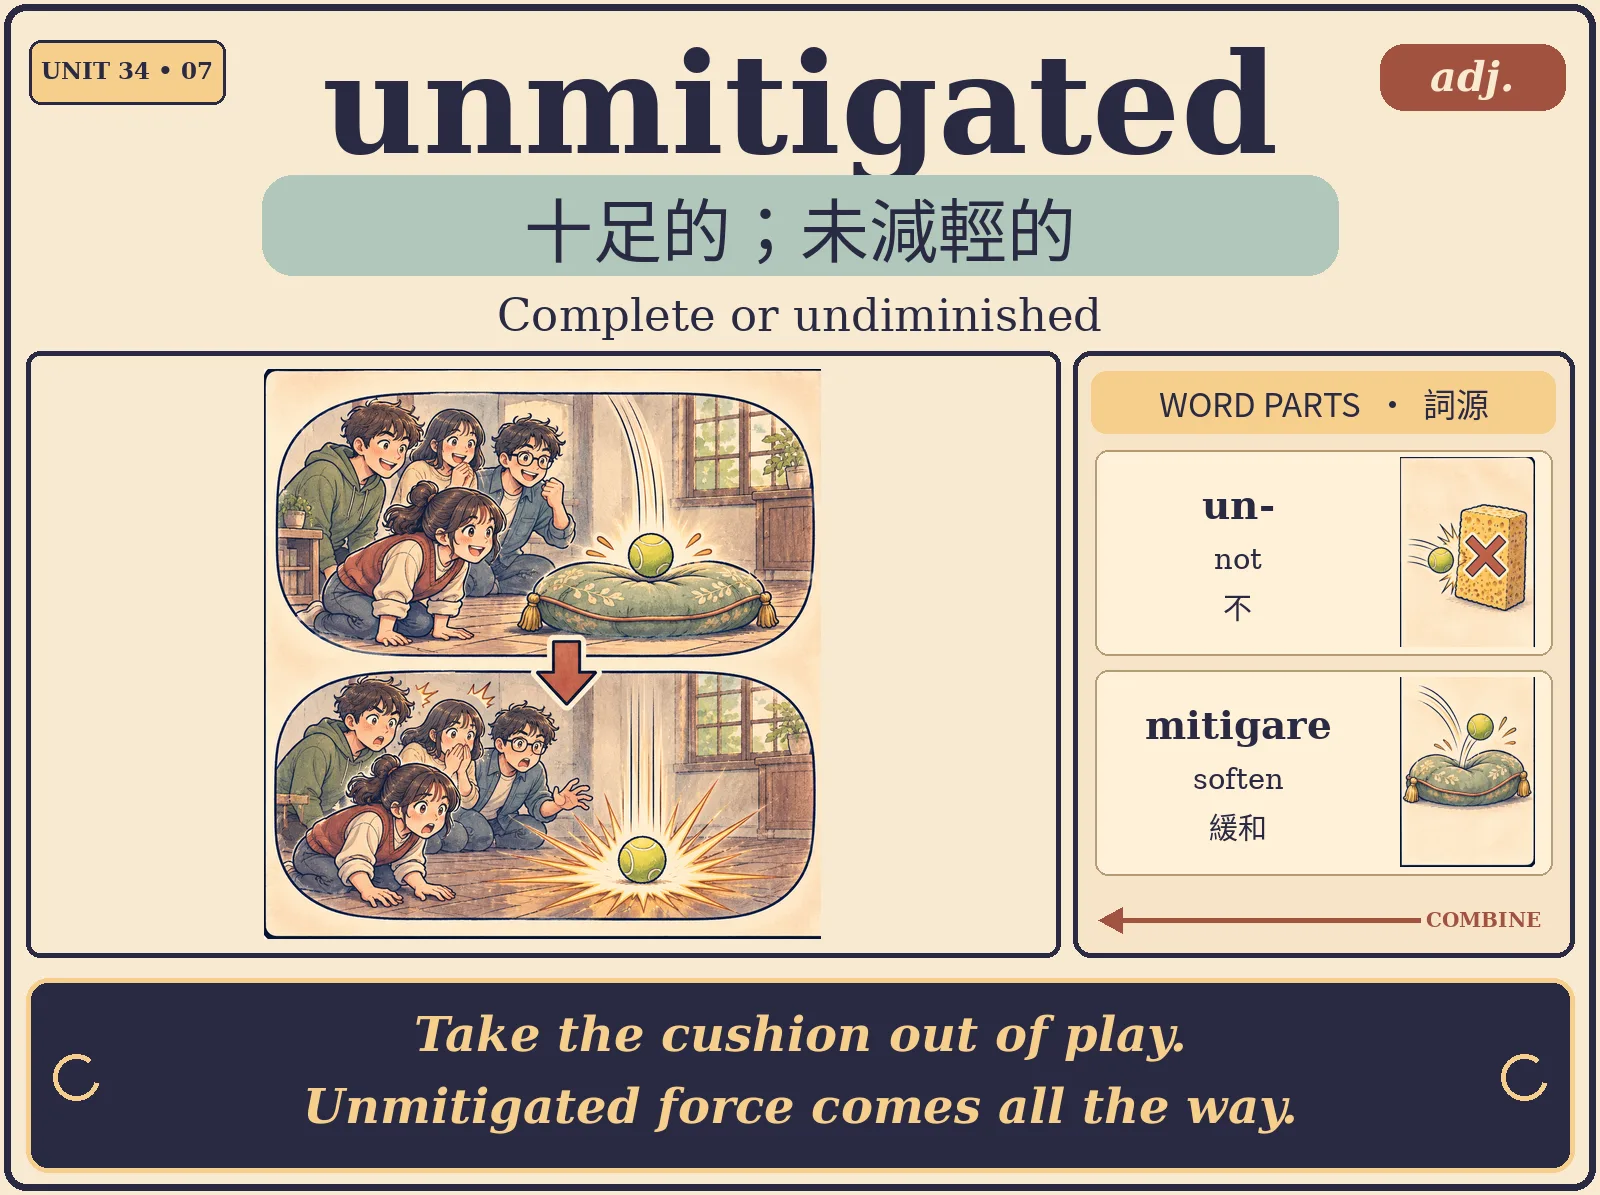 UNIT 34 • 07
unmitigated
adj.
十足的；未減輕的
Complete or undiminished
WORD PARTS ・ 詞源
un-
not
不
mitigare
soften
緩和
COMBINE
Take the cushion out of play.
Unmitigated force comes all the way.